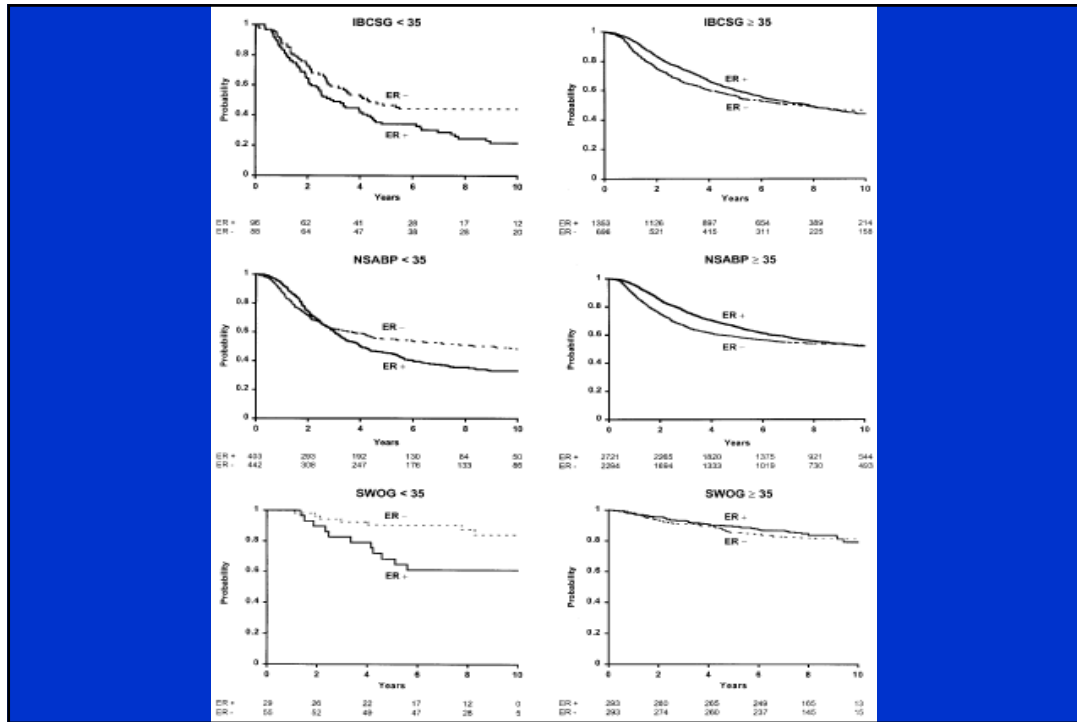 IBCSG < 35
1
0.8
0.6
0.4
0.2
0
Probability
ER −
ER +
0 2 4 6 8 10
Years
ER + 96 62 41 28 17 12
ER - 88 64 47 38 26 20
IBCSG ≥ 35
1
0.8
0.6
0.4
0.2
0
Probability
ER +
ER −
0 2 4 6 8 10
Years
ER + 1353 1126 897 654 389 214
ER - 696 521 415 311 225 158
NSABP < 35
1
0.8
0.6
0.4
0.2
0
Probability
ER −
ER +
0 2 4 6 8 10
Years
ER + 293 192 130 84 50
ER - 442 308 247 176 133 86
NSABP ≥ 35
1
0.8
0.6
0.4
0.2
0
Probability
ER +
ER −
0 2 4 6 8 10
Years
ER + 2721 2265 1820 1375 921 544
ER - 2294 1694 1333 1019 730 493
SWOG < 35
1
0.8
0.6
0.4
0.2
0
Probability
ER −
ER +
0 2 4 6 8 10
Years
ER + 29 26 22 17 12 0
ER - 55 52 49 47 28 5
SWOG ≥ 35
1
0.8
0.6
0.4
0.2
0
Probability
ER +
ER −
0 2 4 6 8 10
Years
ER + 293 280 265 249 165 13
ER - 293 274 260 237 145 15